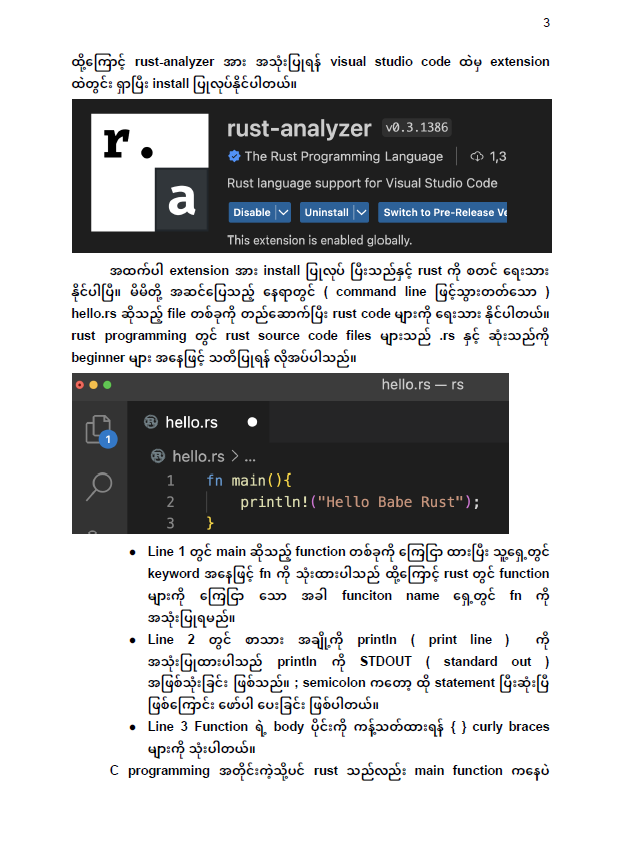 3
ထို့ကြောင့် rust-analyzer အား အသုံးပြုရန် visual studio code ထဲမှ extension
ထဲတွင်း ရှာပြီး install ပြုလုပ်နိုင်ပါတယ်။
r.
a
rust-analyzer v0.3.1386
The Rust Programming Language 1,3
Rust language support for Visual Studio Code
Disable Uninstall Switch to Pre-Release Ve
This extension is enabled globally.
အထက်ပါ extension အား install ပြုလုပ် ပြီးသည်နှင့် rust ကို စတင် ရေးသား
နိုင်ပါပြီ။ မိမိတို့ အဆင်ပြေသည့် နေရာတွင် ( command line ဖြင့်သွားတတ်သော )
hello.rs ဆိုသည့် file တစ်ခုကို တည်ဆောက်ပြီး rust code များကို ရေးသား နိုင်ပါတယ်။
rust programming တွင် rust source code files များသည် .rs နှင့် ဆုံးသည်ကို
beginner များ အနေဖြင့် သတိပြုရန် လိုအပ်ပါသည်။
hello.rs — rs
1
hello.rs ●
hello.rs > ...
1 fn main(){
2 println!("Hello Babe Rust");
3 }
● Line 1 တွင် main ဆိုသည့် function တစ်ခုကို ကြေငြာ ထားပြီး သူ့ရှေ့တွင်
keyword အနေဖြင့် fn ကို သုံးထားပါသည် ထို့ကြောင့် rust တွင် function
များကို ကြေငြာ သော အခါ funciton name ရှေ့တွင် fn ကို
အသုံးပြုရမည်။
● Line 2 တွင် စာသား အချို့ကို println ( print line ) ကို
အသုံးပြုထားပါသည် println ကို STDOUT ( standard out )
အဖြစ်သုံးခြင်း ဖြစ်သည်။ ; semicolon ကတော့ ထို statement ပြီးဆုံးပြီ
ဖြစ်ကြောင်း ဖော်ပါ ပေးခြင်း ဖြစ်ပါတယ်။
● Line 3 Function ရဲ့ body ပိုင်းကို ကန့်သတ်ထားရန် { } curly braces
များကို သုံးပါတယ်။
C programming အတိုင်းကဲ့သို့ပင် rust သည်လည်း main function ကနေပဲ